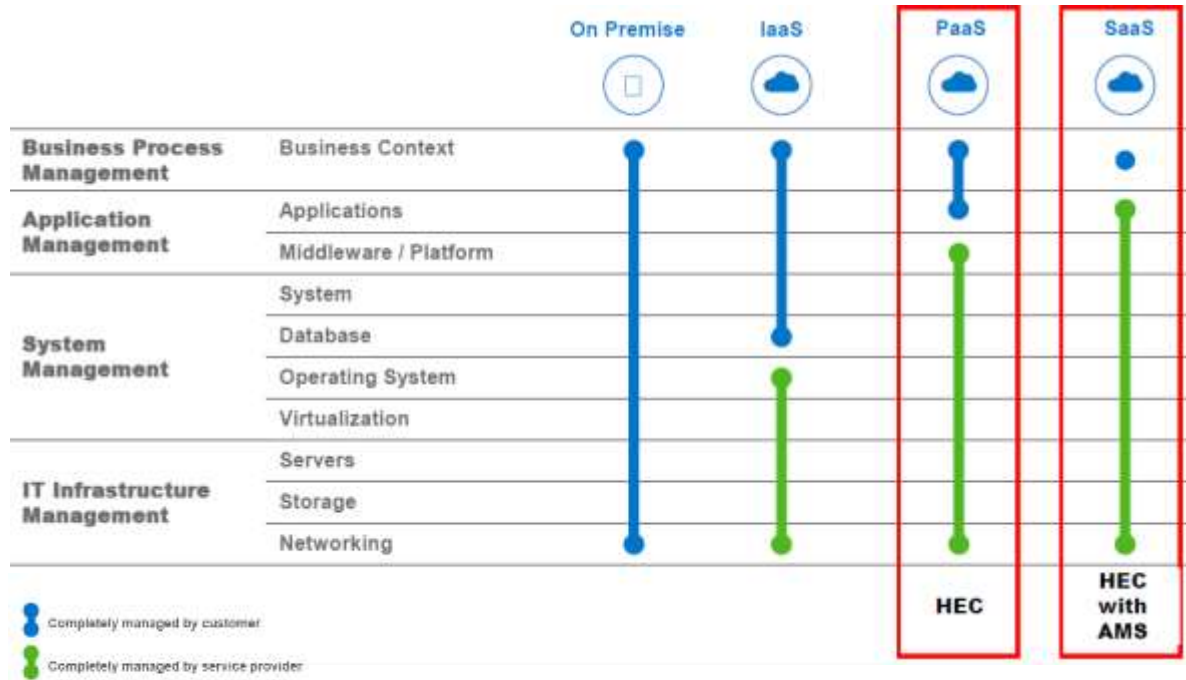 On Premise
IaaS
PaaS
SaaS
Business Process
Management
Business Context
Application
Management
Applications
Middleware / Platform
System
Management
System
Database
Operating System
Virtualization
IT Infrastructure
Management
Servers
Storage
Networking
HEC
HEC
with
AMS
Completely managed by customer
Completely managed by service provider